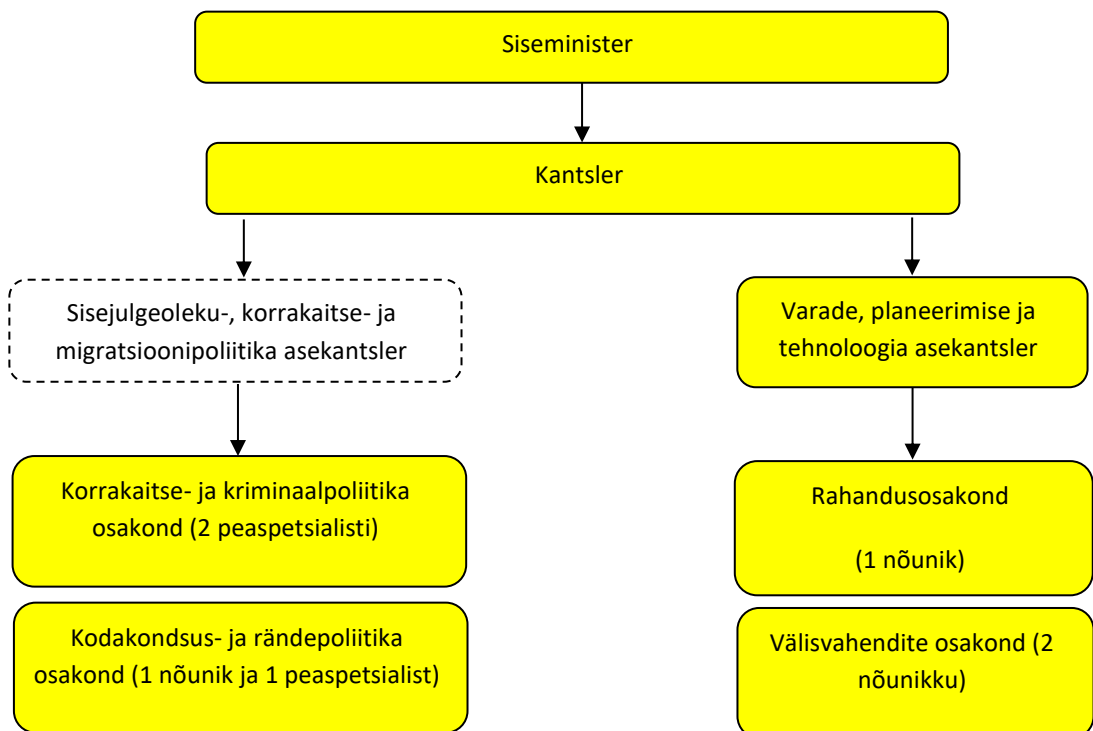 Siseminister
Kantsler
Sisejulgeoleku-, korrakaitse- ja
migratsioonipoliitika asekantsler
Varade, planeerimise ja
tehnoloogia asekantsler
Korrakaitse- ja kriminaalpoliitika
osakond (2 peaspetsialisti)
Rahandusosakond
(1 nõunik)
Kodakondsus- ja rändepoliitika
osakond (1 nõunik ja 1 peaspetsialist)
Välisvahendite osakond (2
nõunikku)